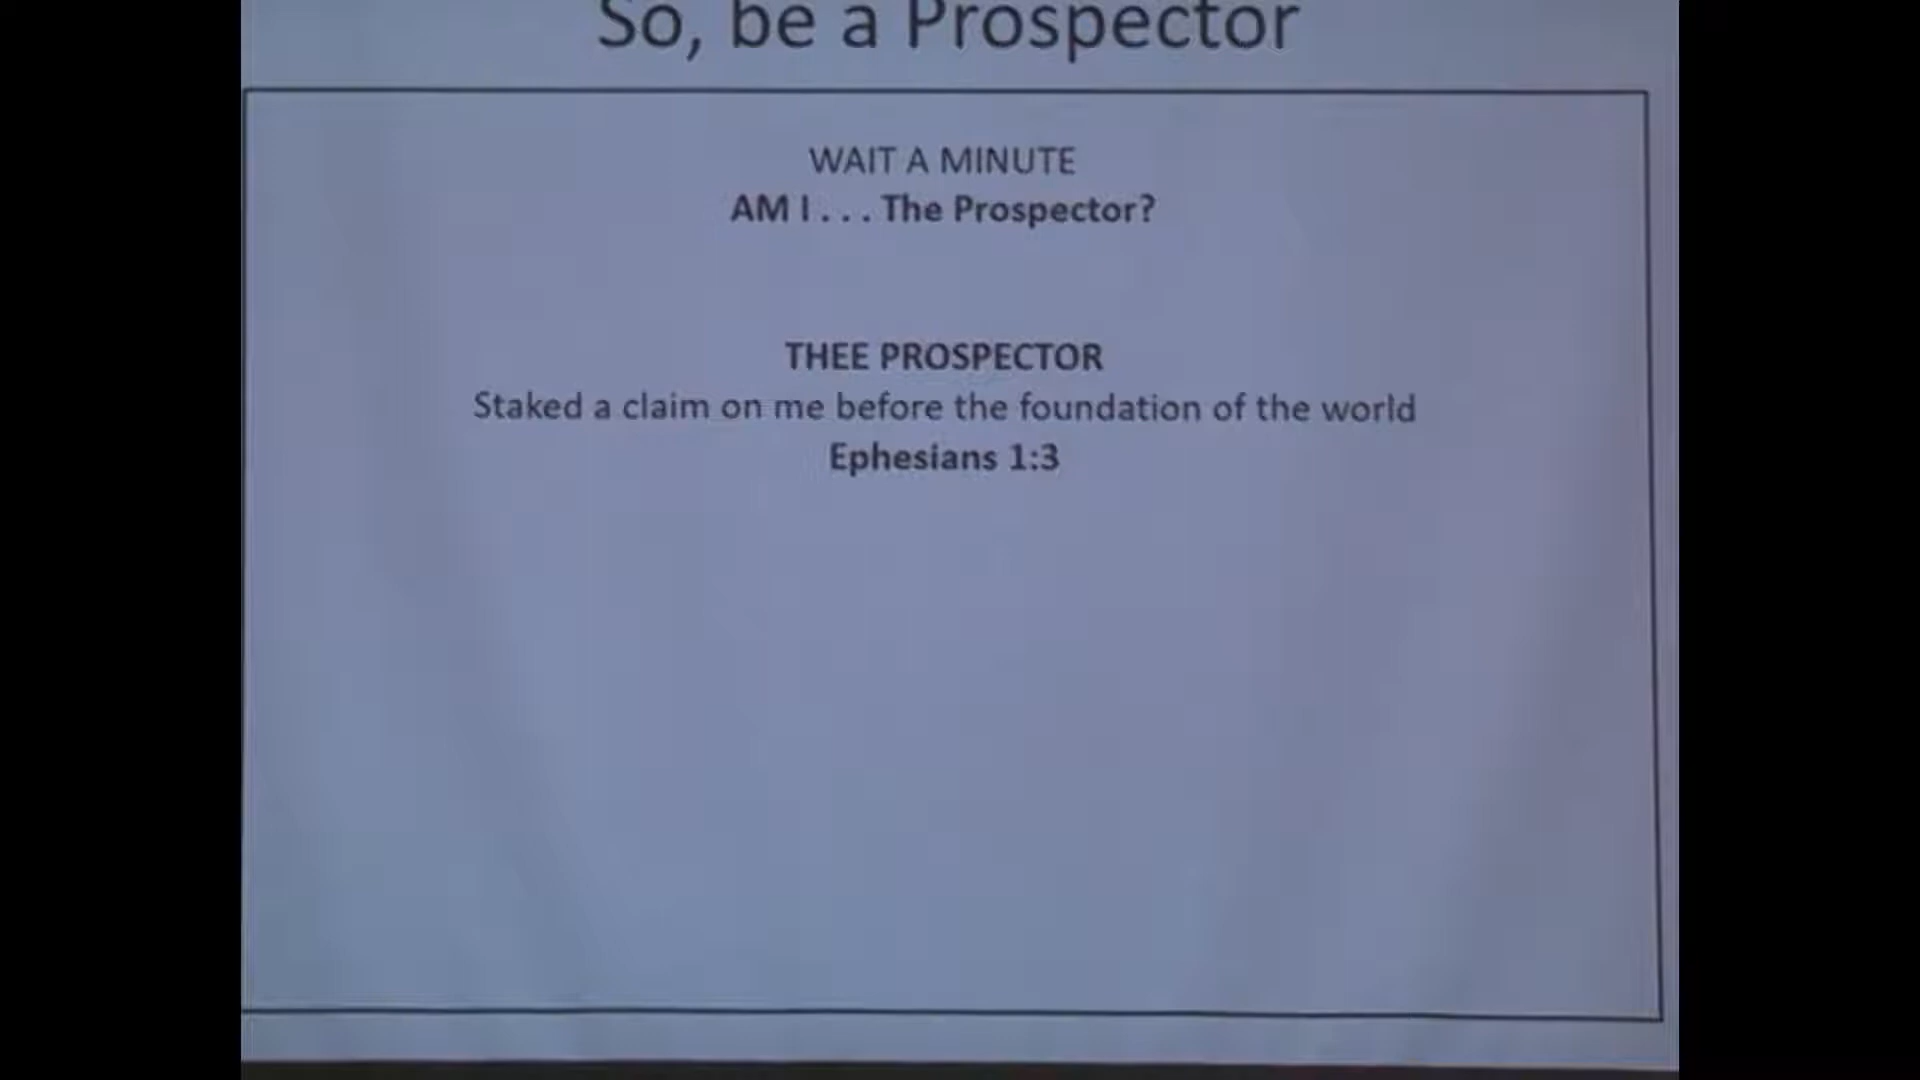 So, be a Prospector
WAIT A MINUTE
AM I . . . The Prospector?
THEE PROSPECTOR
Staked a claim on me before the foundation of the world
Ephesians 1:3